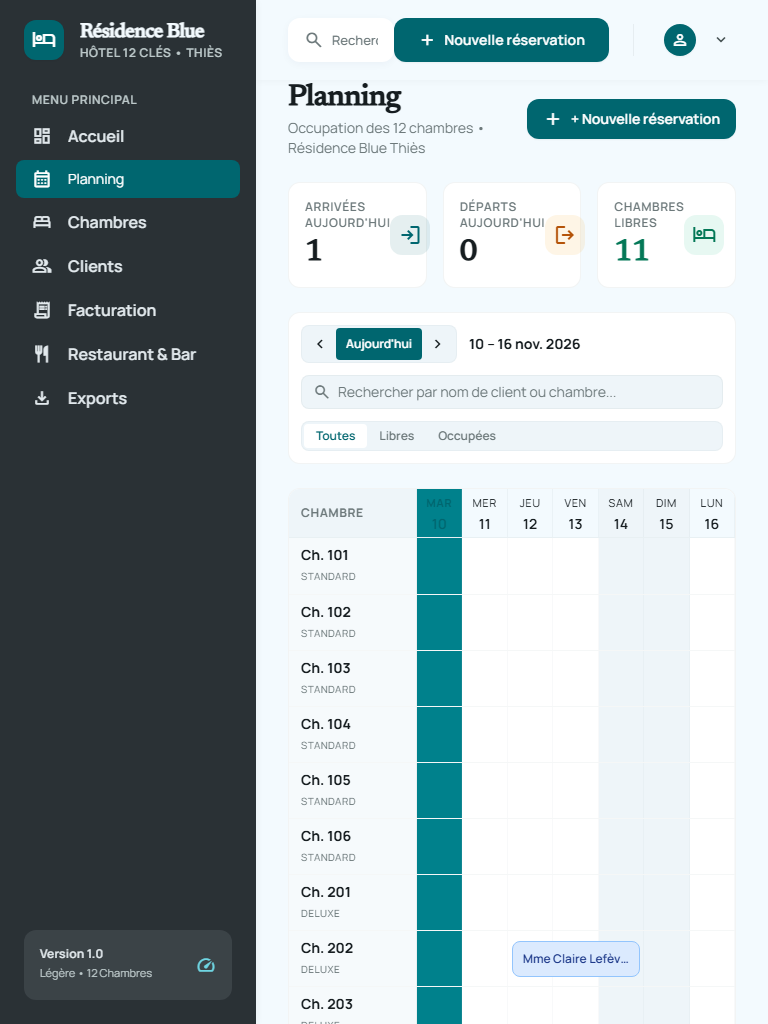 Résidence Blue
HÔTEL 12 CLÉS • THIÈS
MENU PRINCIPAL
Accueil
Planning
Chambres
Clients
Facturation
Restaurant & Bar
Exports
Version 1.0
Légère • 12 Chambres
Nouvelle réservation
Planning
Occupation des 12 chambres •
Résidence Blue Thiès
+ Nouvelle réservation
ARRIVÉES
AUJOURD'HUI
1
DÉPARTS
AUJOURD'HUI
0
CHAMBRES
LIBRES
11
Aujourd'hui
10 – 16 nov. 2026
Rechercher par nom de client ou chambre...
Toutes
Libres
Occupées
CHAMBRE
MAR
10
MER
11
JEU
12
VEN
13
SAM
14
DIM
15
LUN
16
Ch. 101
STANDARD
Ch. 102
STANDARD
Ch. 103
STANDARD
Ch. 104
STANDARD
Ch. 105
STANDARD
Ch. 106
STANDARD
Ch. 201
DELUXE
Ch. 202
DELUXE
Mme Claire Lefèv...
Ch. 203
DELUXE